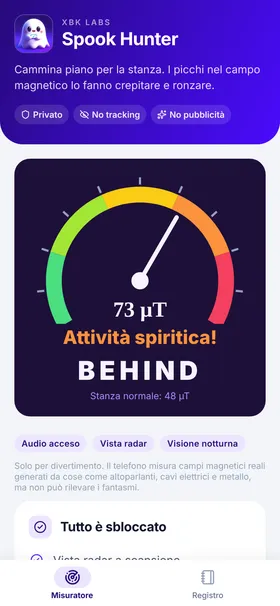 XBK LABS
Spook Hunter
Cammina piano per la stanza. I picchi nel campo
magnetico lo fanno crepitare e ronzare.
Privato
No tracking
No pubblicità
73 µT
Attività spiritica!
BEHIND
Stanza normale: 48 µT
Audio acceso
Vista radar
Visione notturna
Solo per divertimento. Il telefono misura campi magnetici reali
generati da cose come altoparlanti, cavi elettrici e metallo,
ma non può rilevare i fantasmi.
Tutto è sbloccato
Vista radar a scansione
Misuratore
Registro